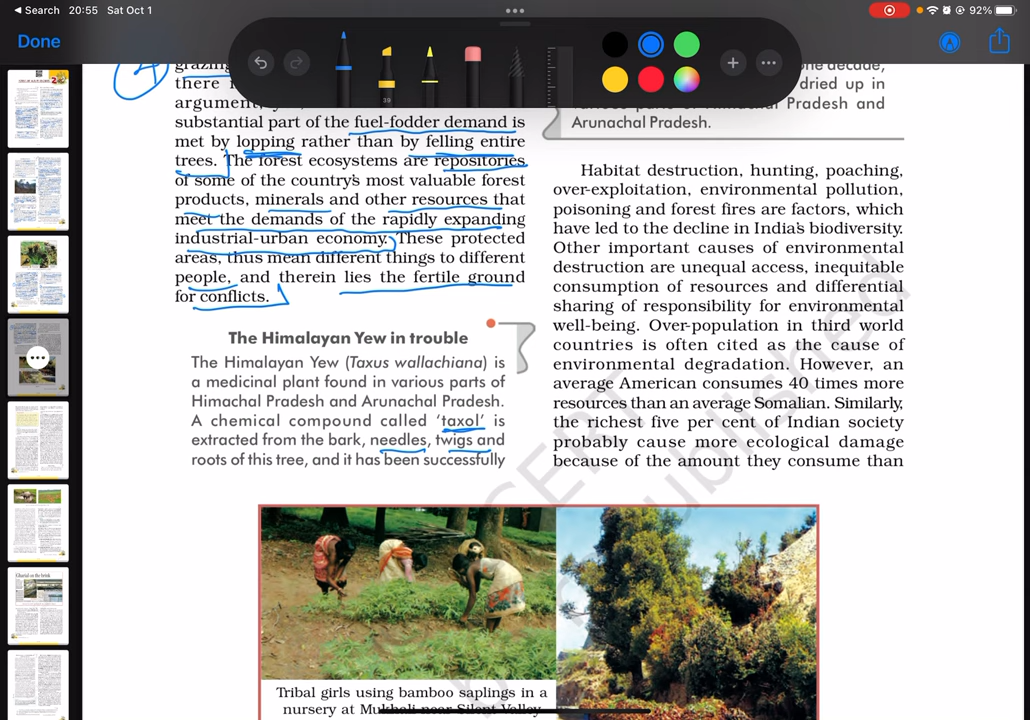 Search 20:55 Sat Oct 1
92%
Done
39
grazing
there
argument,
substantial part of the fuel-fodder demand is
met by lopping rather than by felling entire
trees. The forest ecosystems are repositories
of some of the country's most valuable forest
products, minerals and other resources that
meet the demands of the rapidly expanding
industrial-urban economy. These protected
areas, thus mean different things to different
people, and therein lies the fertile ground
for conflicts.
The Himalayan Yew in trouble
The Himalayan Yew (Taxus wallachiana) is
a medicinal plant found in various parts of
Himachal Pradesh and Arunachal Pradesh.
A chemical compound called ‘taxol’ is
extracted from the bark, needles, twigs and
roots of this tree, and it has been successfully
one decade,
dried up in
Pradesh and
Arunachal Pradesh.
Habitat destruction, hunting, poaching,
over-exploitation, environmental pollution,
poisoning and forest fires are factors, which
have led to the decline in India's biodiversity.
Other important causes of environmental
destruction are unequal access, inequitable
consumption of resources and differential
sharing of responsibility for environmental
well-being. Over-population in third world
countries is often cited as the cause of
environmental degradation. However, an
average American consumes 40 times more
resources than an average Somalian. Similarly,
the richest five per cent of Indian society
probably cause more ecological damage
because of the amount they consume than
Tribal girls using bamboo saplings in a
nursery at Mukhali near Silent Valley
NCERT
published